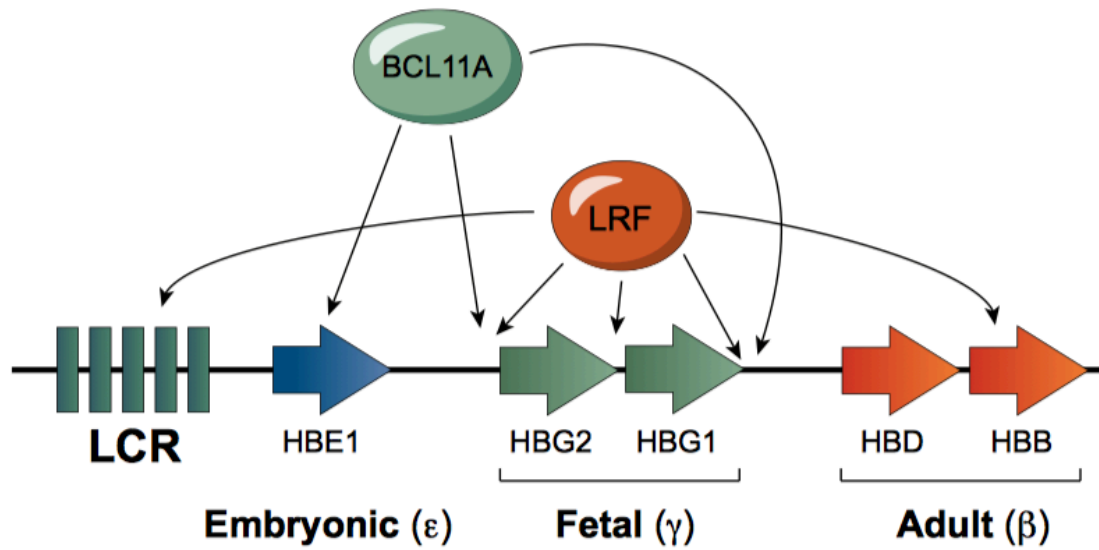 BCL11A
LRF
LCR
HBE1
HBG2
HBG1
HBD
HBB
Embryonic (ε)
Fetal (γ)
Adult (β)